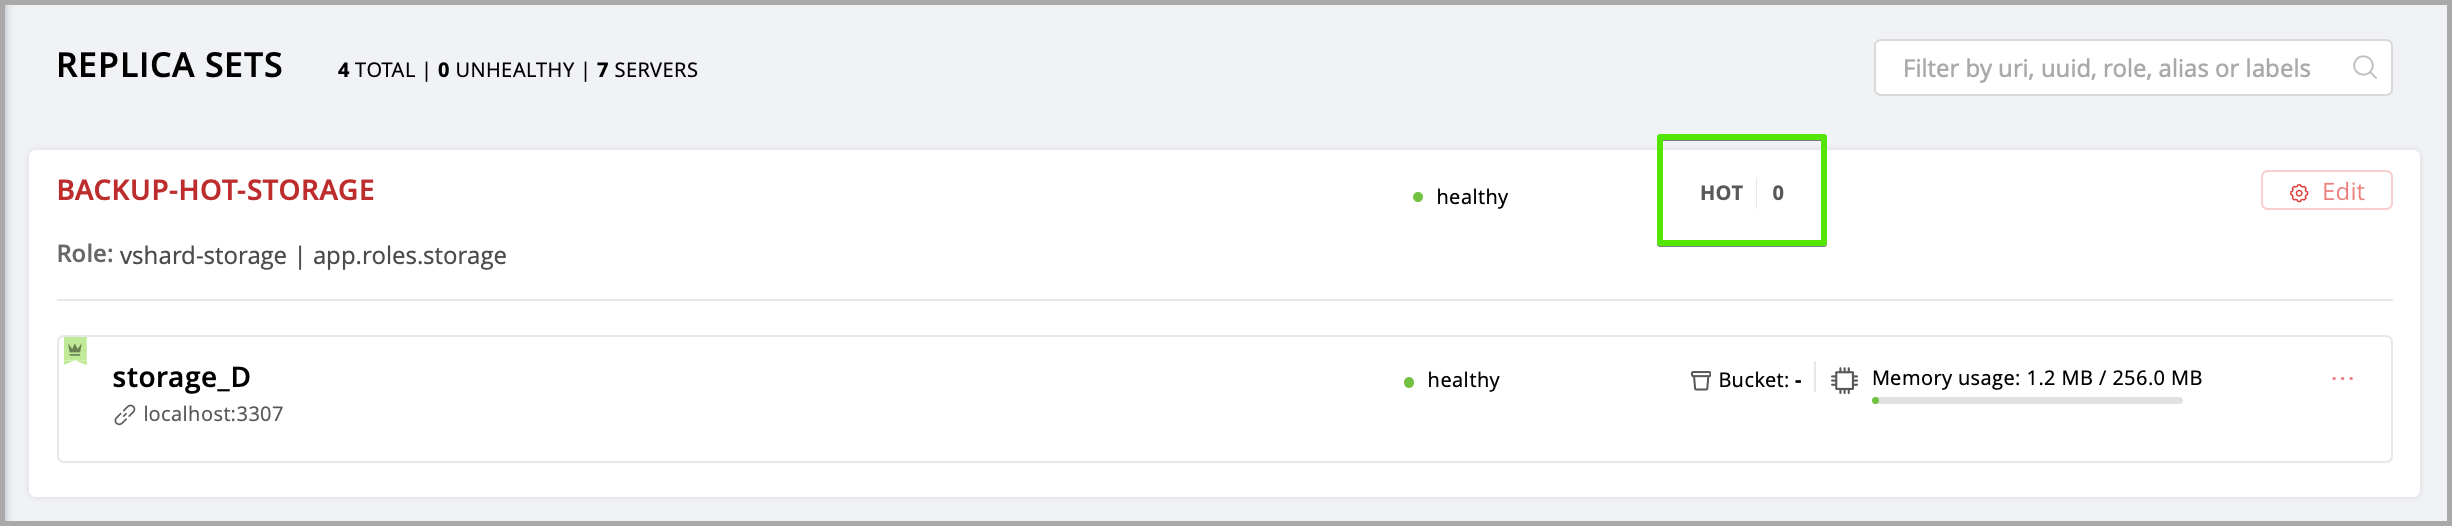 REPLICA SETS 4 TOTAL | 0 UNHEALTHY | 7 SERVERS Filter by uri, uuid, role, alias or labels
BACKUP-HOT-STORAGE healthy HOT 0 Edit
Role: vshard-storage | app.roles.storage
storage_D healthy Bucket: - Memory usage: 1.2 MB / 256.0 MB ...
localhost:3307